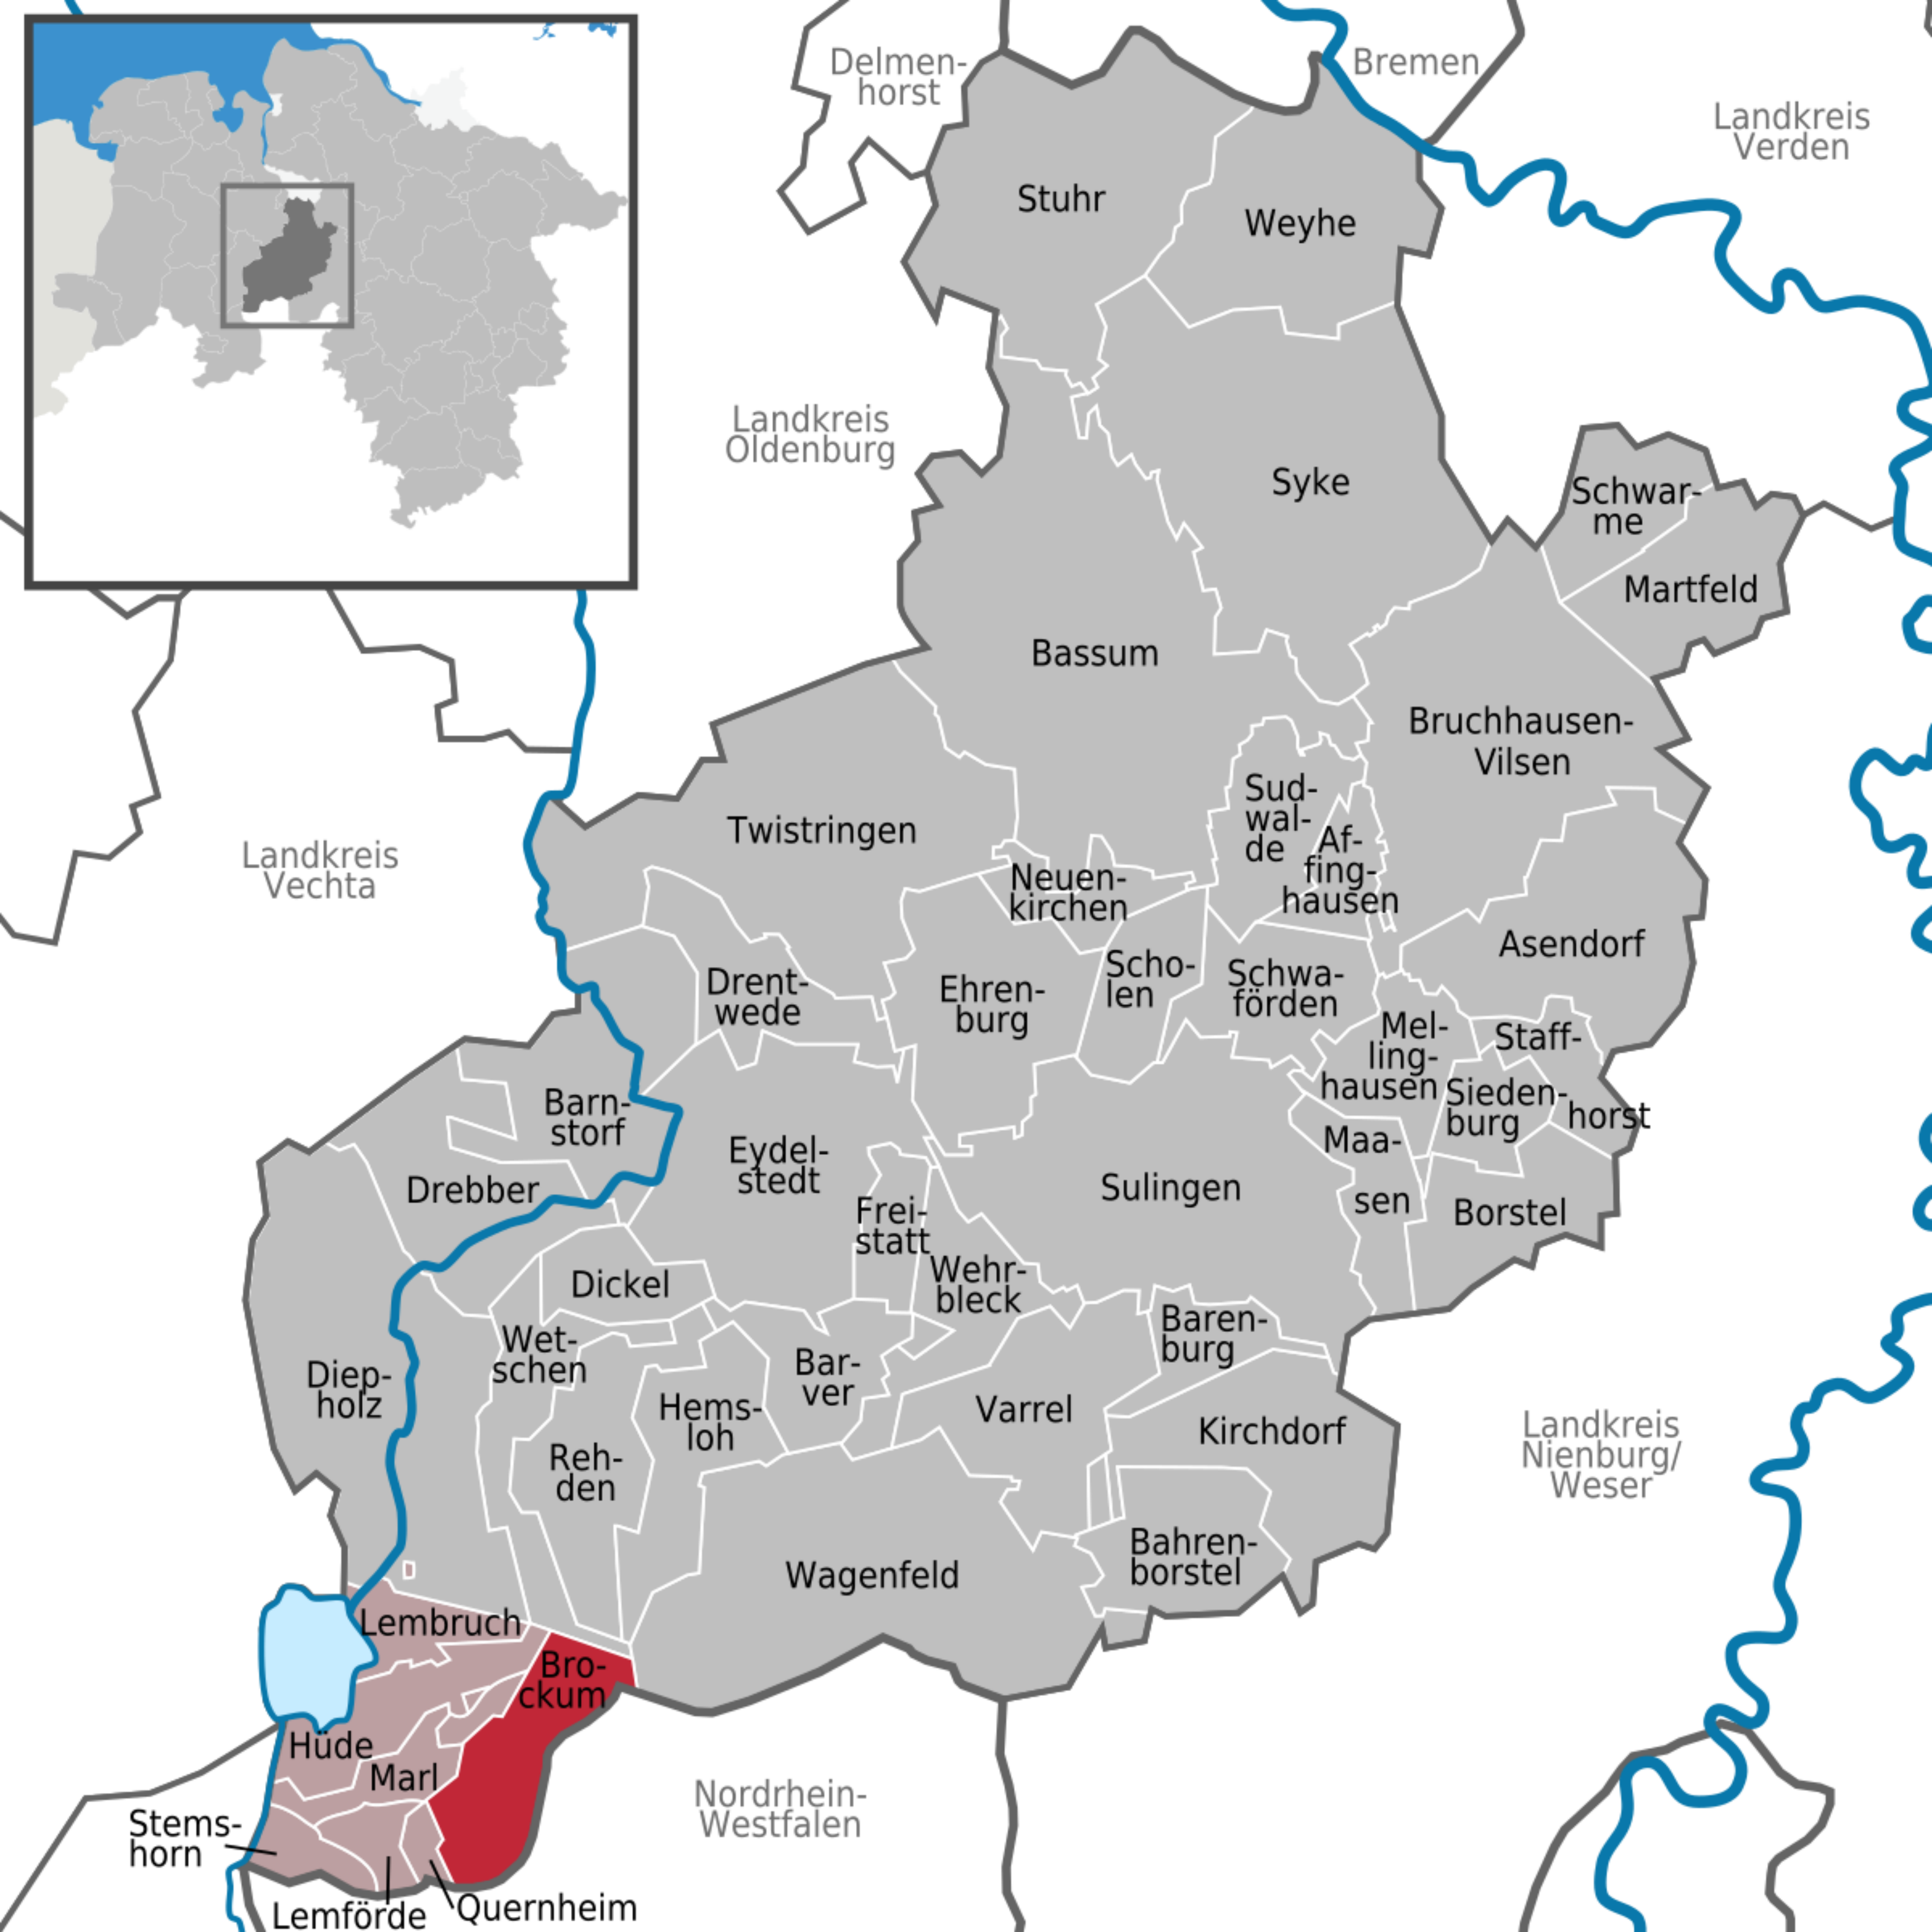 Delmen-
horst
Bremen
Landkreis
Verden
Stuhr
Weyhe
Landkreis
Oldenburg
Syke
Schwar-
me
Martfeld
Bassum
Bruchhausen-
Vilsen
Landkreis
Vechta
Twistringen
Sud-
wal-
de
Af-
fing-
hausen
Neuen-
kirchen
Asendorf
Drent-
wede
Ehren-
burg
Scho-
len
Schwa-
förden
Mel-
ling-
hausen
Staff-
horst
Sieden-
burg
Barn-
storf
Eydel-
stedt
Maa-
sen
Drebber
Sulingen
Borstel
Frei-
statt
Wehr-
bleck
Dickel
Baren-
burg
Wet-
schen
Bar-
ver
Diep-
holz
Hems-
loh
Varrel
Kirchdorf
Landkreis
Nienburg/
Weser
Reh-
den
Wagenfeld
Bahren-
borstel
Lembruch
Bro-
ckum
Hüde
Marl
Nordrhein-
Westfalen
Stems-
horn
Lemförde
Quernheim